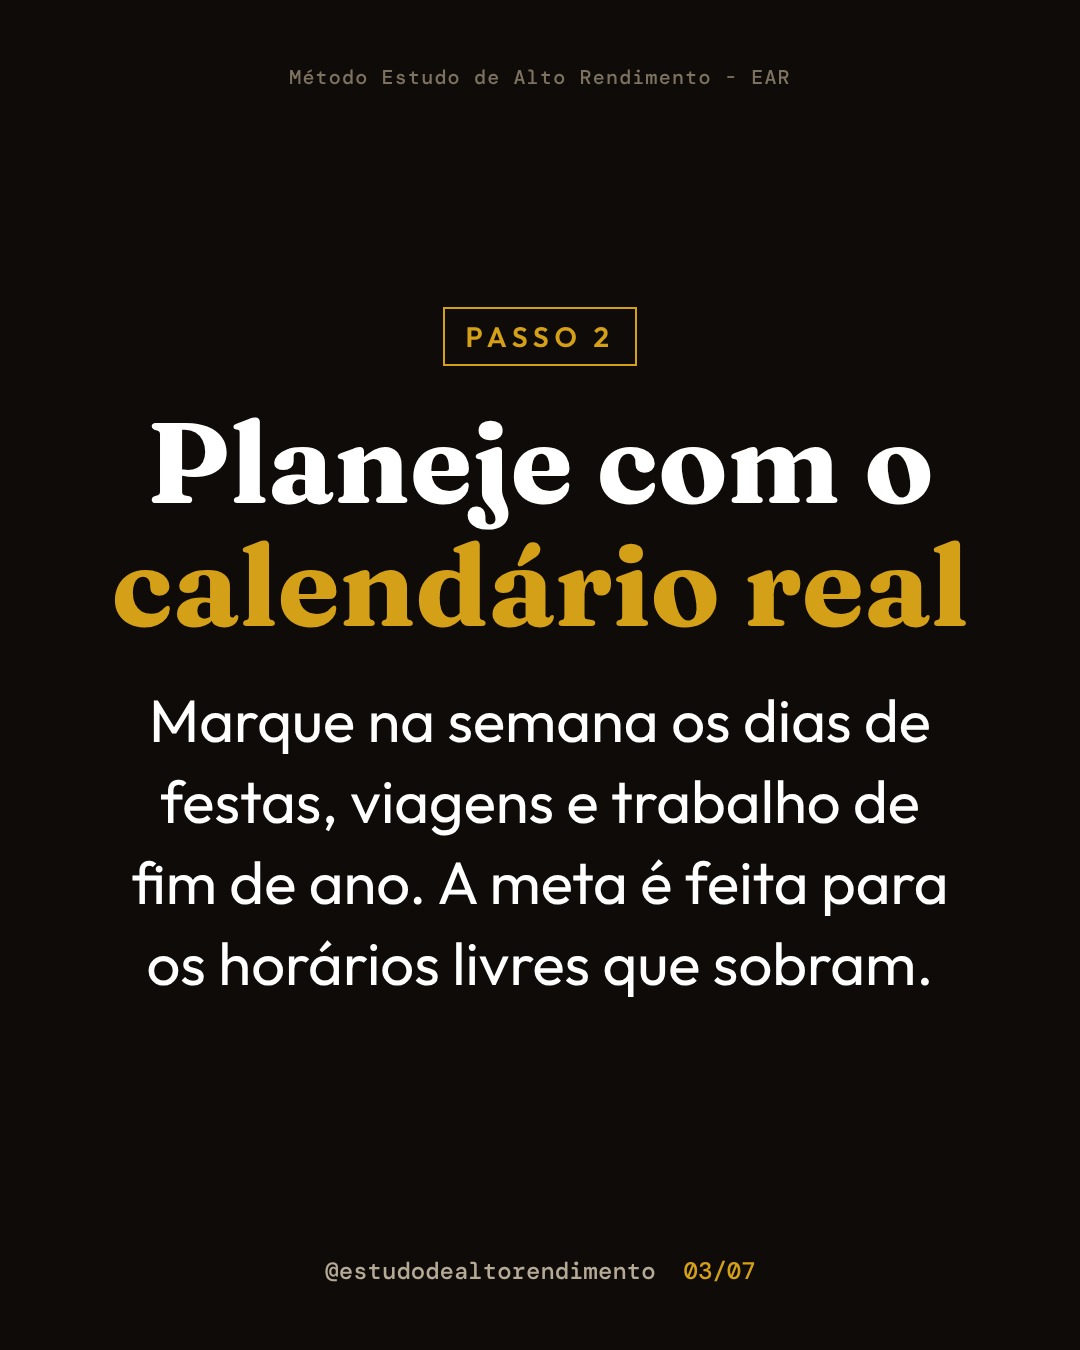 Método Estudo de Alto Rendimento - EAR
PASSO 2
Planeje com o
calendário real
Marque na semana os dias de
festas, viagens e trabalho de
fim de ano. A meta é feita para
os horários livres que sobram.
@estudodealtorendimento 03/07